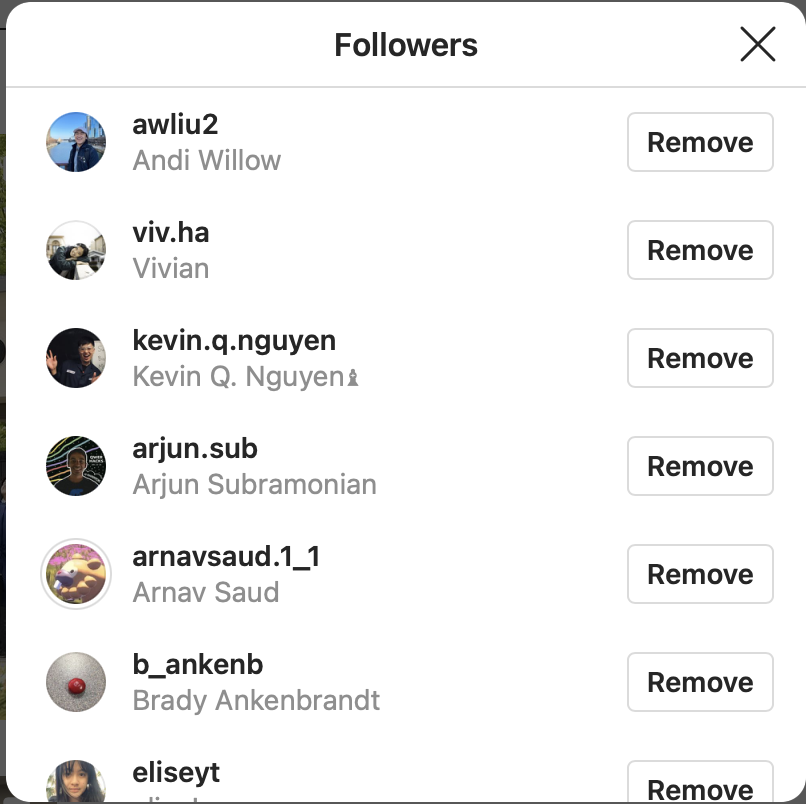 Followers
awliu2
Andi Willow
Remove
viv.ha
Vivian
Remove
kevin.q.nguyen
Kevin Q. Nguyen
Remove
arjun.sub
Arjun Subramonian
Remove
arnavsaud.1_1
Arnav Saud
Remove
b_ankenb
Brady Ankenbrandt
Remove
eliseyt
Remove